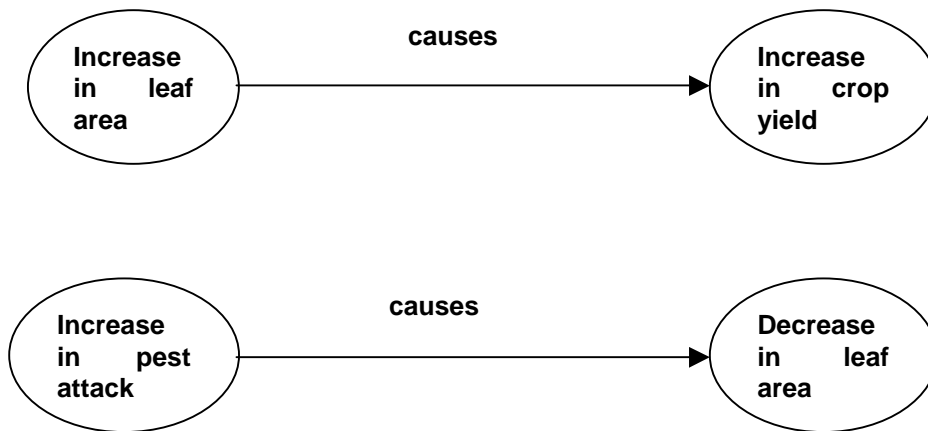 causes
Increase
in leaf
area
Increase
in crop
yield
causes
Increase
in pest
attack
Decrease
in leaf
area